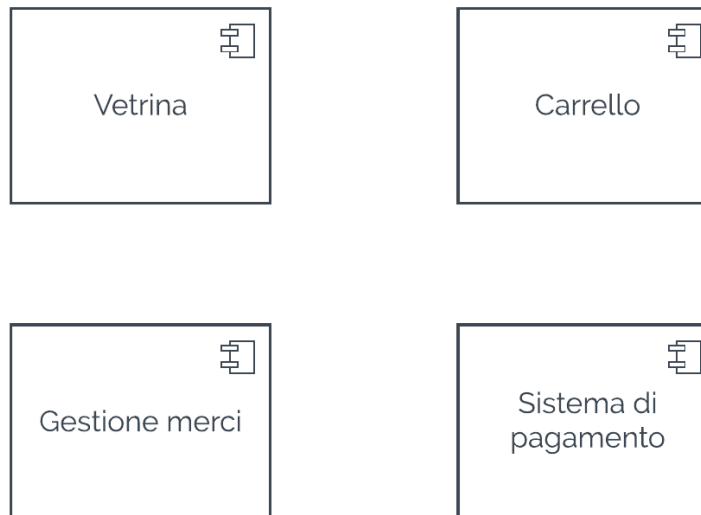 Vetrina
Carrello
Gestione merci
Sistema di
pagamento